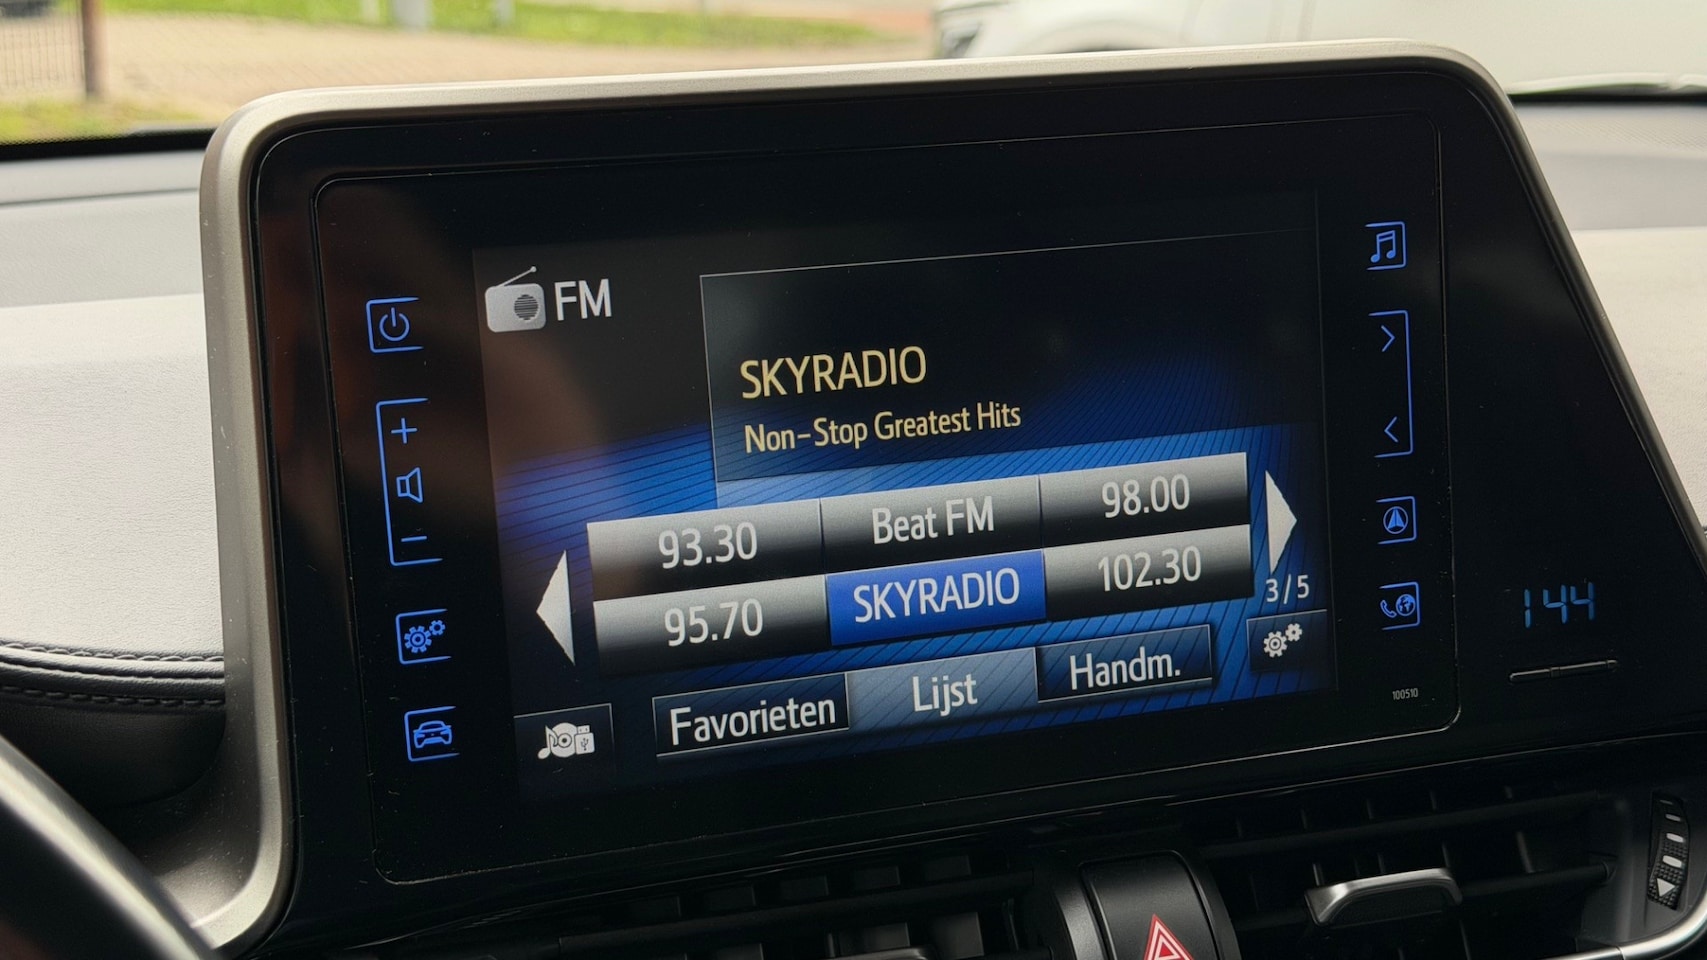 FM
SKYRADIO
Non-Stop Greatest Hits
93.30 Beat FM 98.00
95.70 SKYRADIO 102.30
3/5
Favorieten Lijst Handm.
144
100510